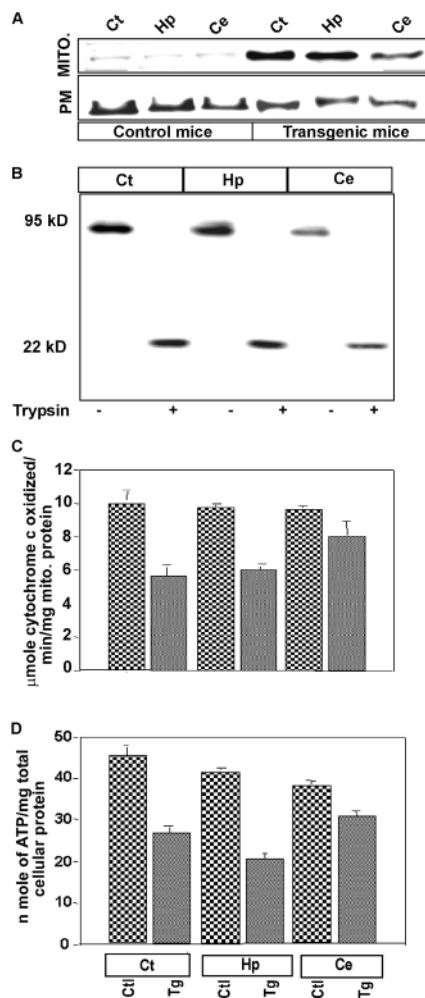 A
Ct Hp Ce Ct Hp Ce
MITO.
PM
Control mice Transgenic mice
B
Ct Hp Ce
95 kD
22 kD
Trypsin - + - + - +
C
μmole cytochrome c oxidized/
min/mg mito. protein
12
10
8
6
4
2
0
D
n mole of ATP/mg total
cellular protein
50
40
30
20
10
0
Ct Hp Ce
Ctl Tg Ctl Tg Ctl Tg